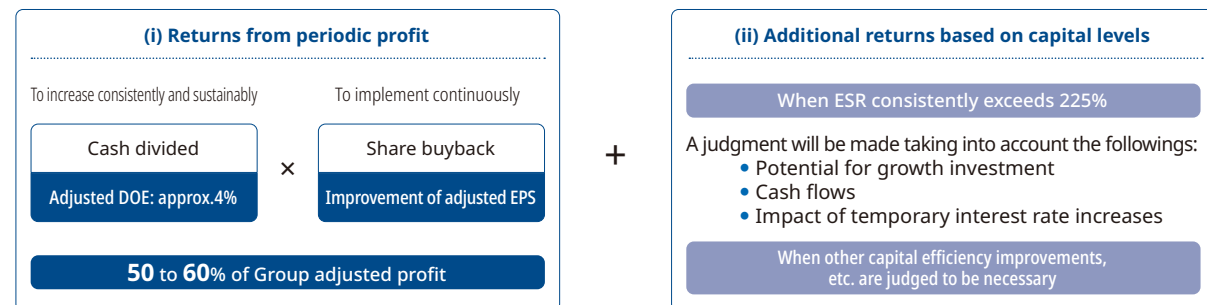 (i) Returns from periodic profit
To increase consistently and sustainably
Cash divided
Adjusted DOE: approx.4%
×
To implement continuously
Share buyback
Improvement of adjusted EPS
50 to 60% of Group adjusted profit
+
(ii) Additional returns based on capital levels
When ESR consistently exceeds 225%
A judgment will be made taking into account the followings:
• Potential for growth investment
• Cash flows
• Impact of temporary interest rate increases
When other capital efficiency improvements,
etc. are judged to be necessary